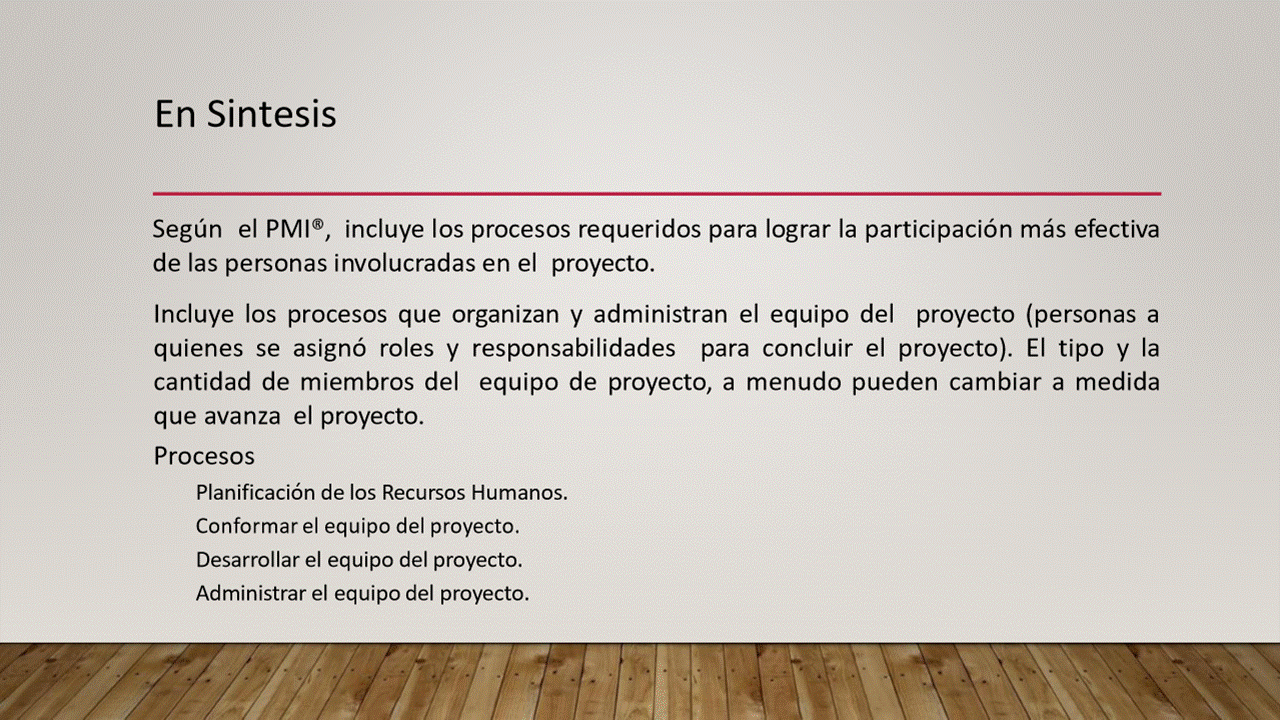 En Sintesis
Según el PMI®, incluye los procesos requeridos para lograr la participación más efectiva
de las personas involucradas en el proyecto.
Incluye los procesos que organizan y administran el equipo del proyecto (personas a
quienes se asignó roles y responsabilidades para concluir el proyecto). El tipo y la
cantidad de miembros del equipo de proyecto, a menudo pueden cambiar a medida
que avanza el proyecto.
Procesos
Planificación de los Recursos Humanos.
Conformar el equipo del proyecto.
Desarrollar el equipo del proyecto.
Administrar el equipo del proyecto.